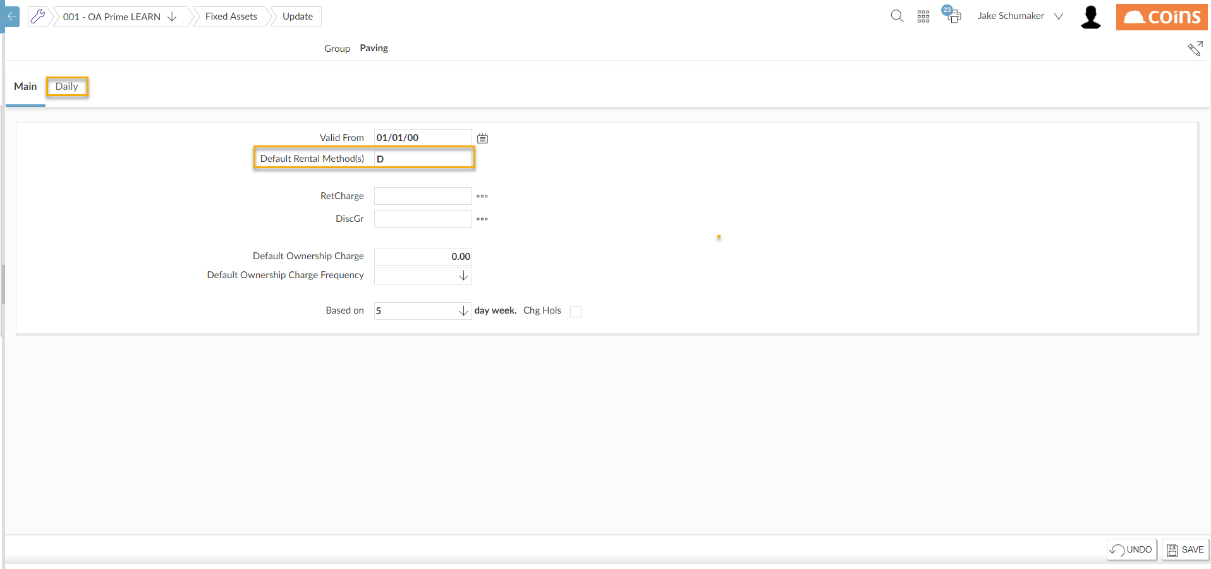 001 - OA Prime LEARN Fixed Assets Update 23 Jake Schumaker coins
Group Paving
Main Daily
Valid From 01/01/00
Default Rental Method(s) D
RetCharge
DiscGr
Default Ownership Charge 0.00
Default Ownership Charge Frequency
Based on 5 day week. Chg Hols
UNDO SAVE